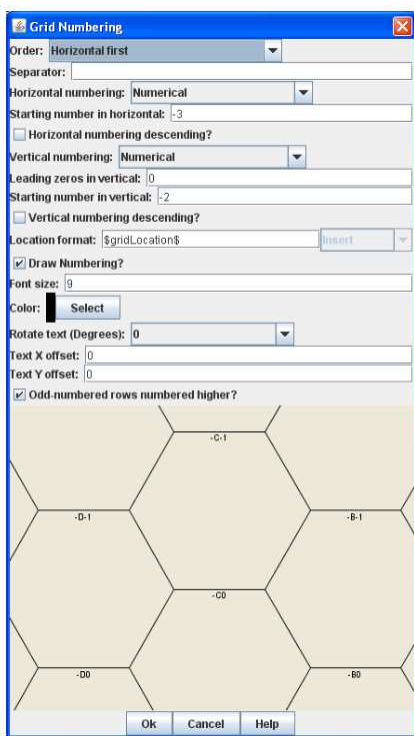 Grid Numbering
Order: Horizontal first
Separator:
Horizontal numbering: Numerical
Starting number in horizontal: -3
Horizontal numbering descending?
Vertical numbering: Numerical
Leading zeros in vertical: 0
Starting number in vertical: -2
Vertical numbering descending?
Location format: $gridLocation$ Insert
Draw Numbering?
Font size: 9
Color: Select
Rotate text (Degrees): 0
Text X offset: 0
Text Y offset: 0
Odd-numbered rows numbered higher?
-C-1
-D-1 -B-1
-C0
-D0 -B0
Ok Cancel Help